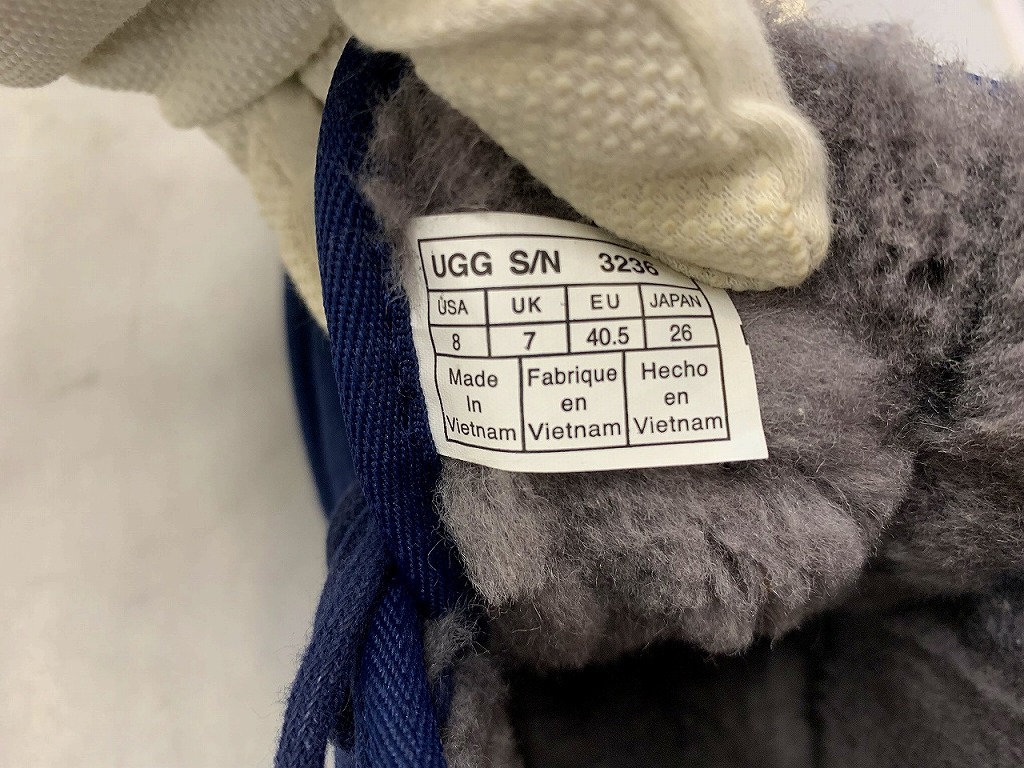 UGG S/N 3236
USA UK EU JAPAN
8 7 40.5 26
Made Fabrique Hecho
In en en
Vietnam Vietnam Vietnam